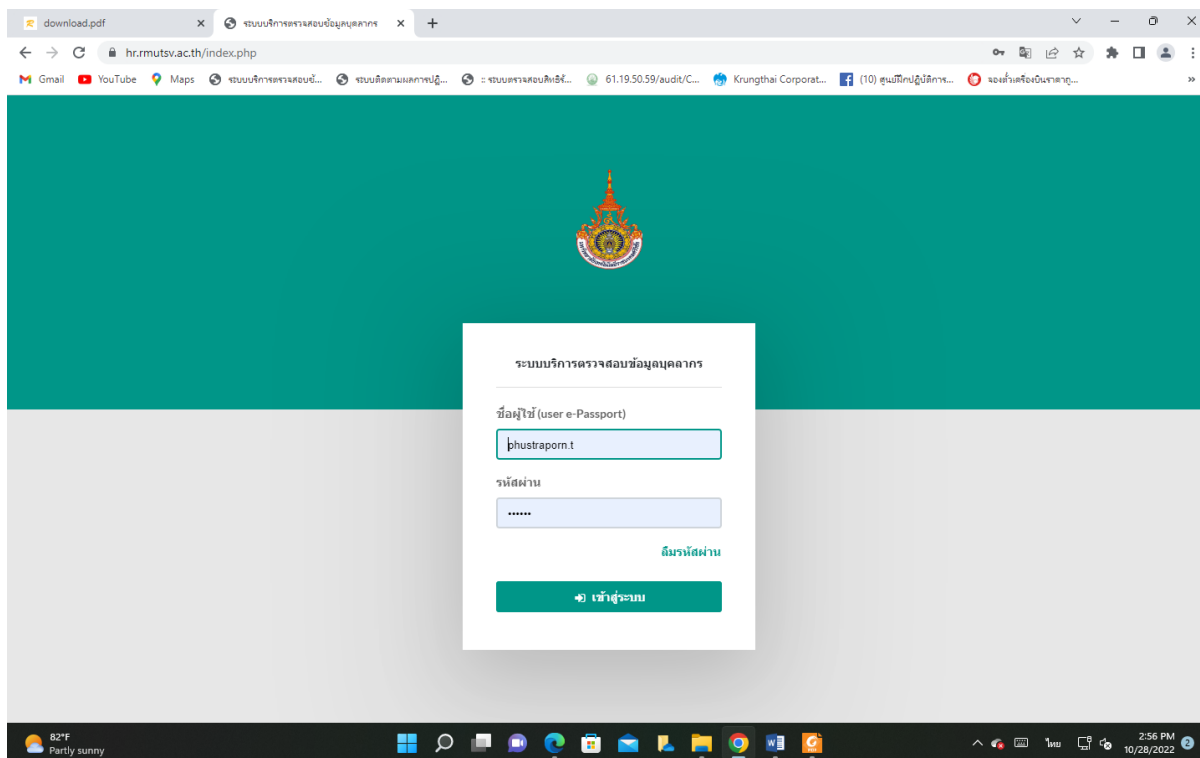 download.pdf
ระบบบริการตรวจสอบข้อมูลบุคลากร
hr.rmutsv.ac.th/index.php
Gmail
YouTube
Maps
ระบบบริการตรวจสอบข้...
ระบบติดตามผลการปฏิ...
:: ระบบตรวจสอบสิทธิรั...
61.19.50.59/audit/C...
Krungthai Corporat...
(10) ศูนย์ฝึกปฏิบัติการ...
จองตั๋วเครื่องบินราคาถู...
»
ระบบบริการตรวจสอบข้อมูลบุคลากร
ชื่อผู้ใช้ (user e-Passport)
phustraporn.t
รหัสผ่าน
••••••
ลืมรหัสผ่าน
เข้าสู่ระบบ
82°F
Partly sunny
ไทย
2:56 PM
10/28/2022
2